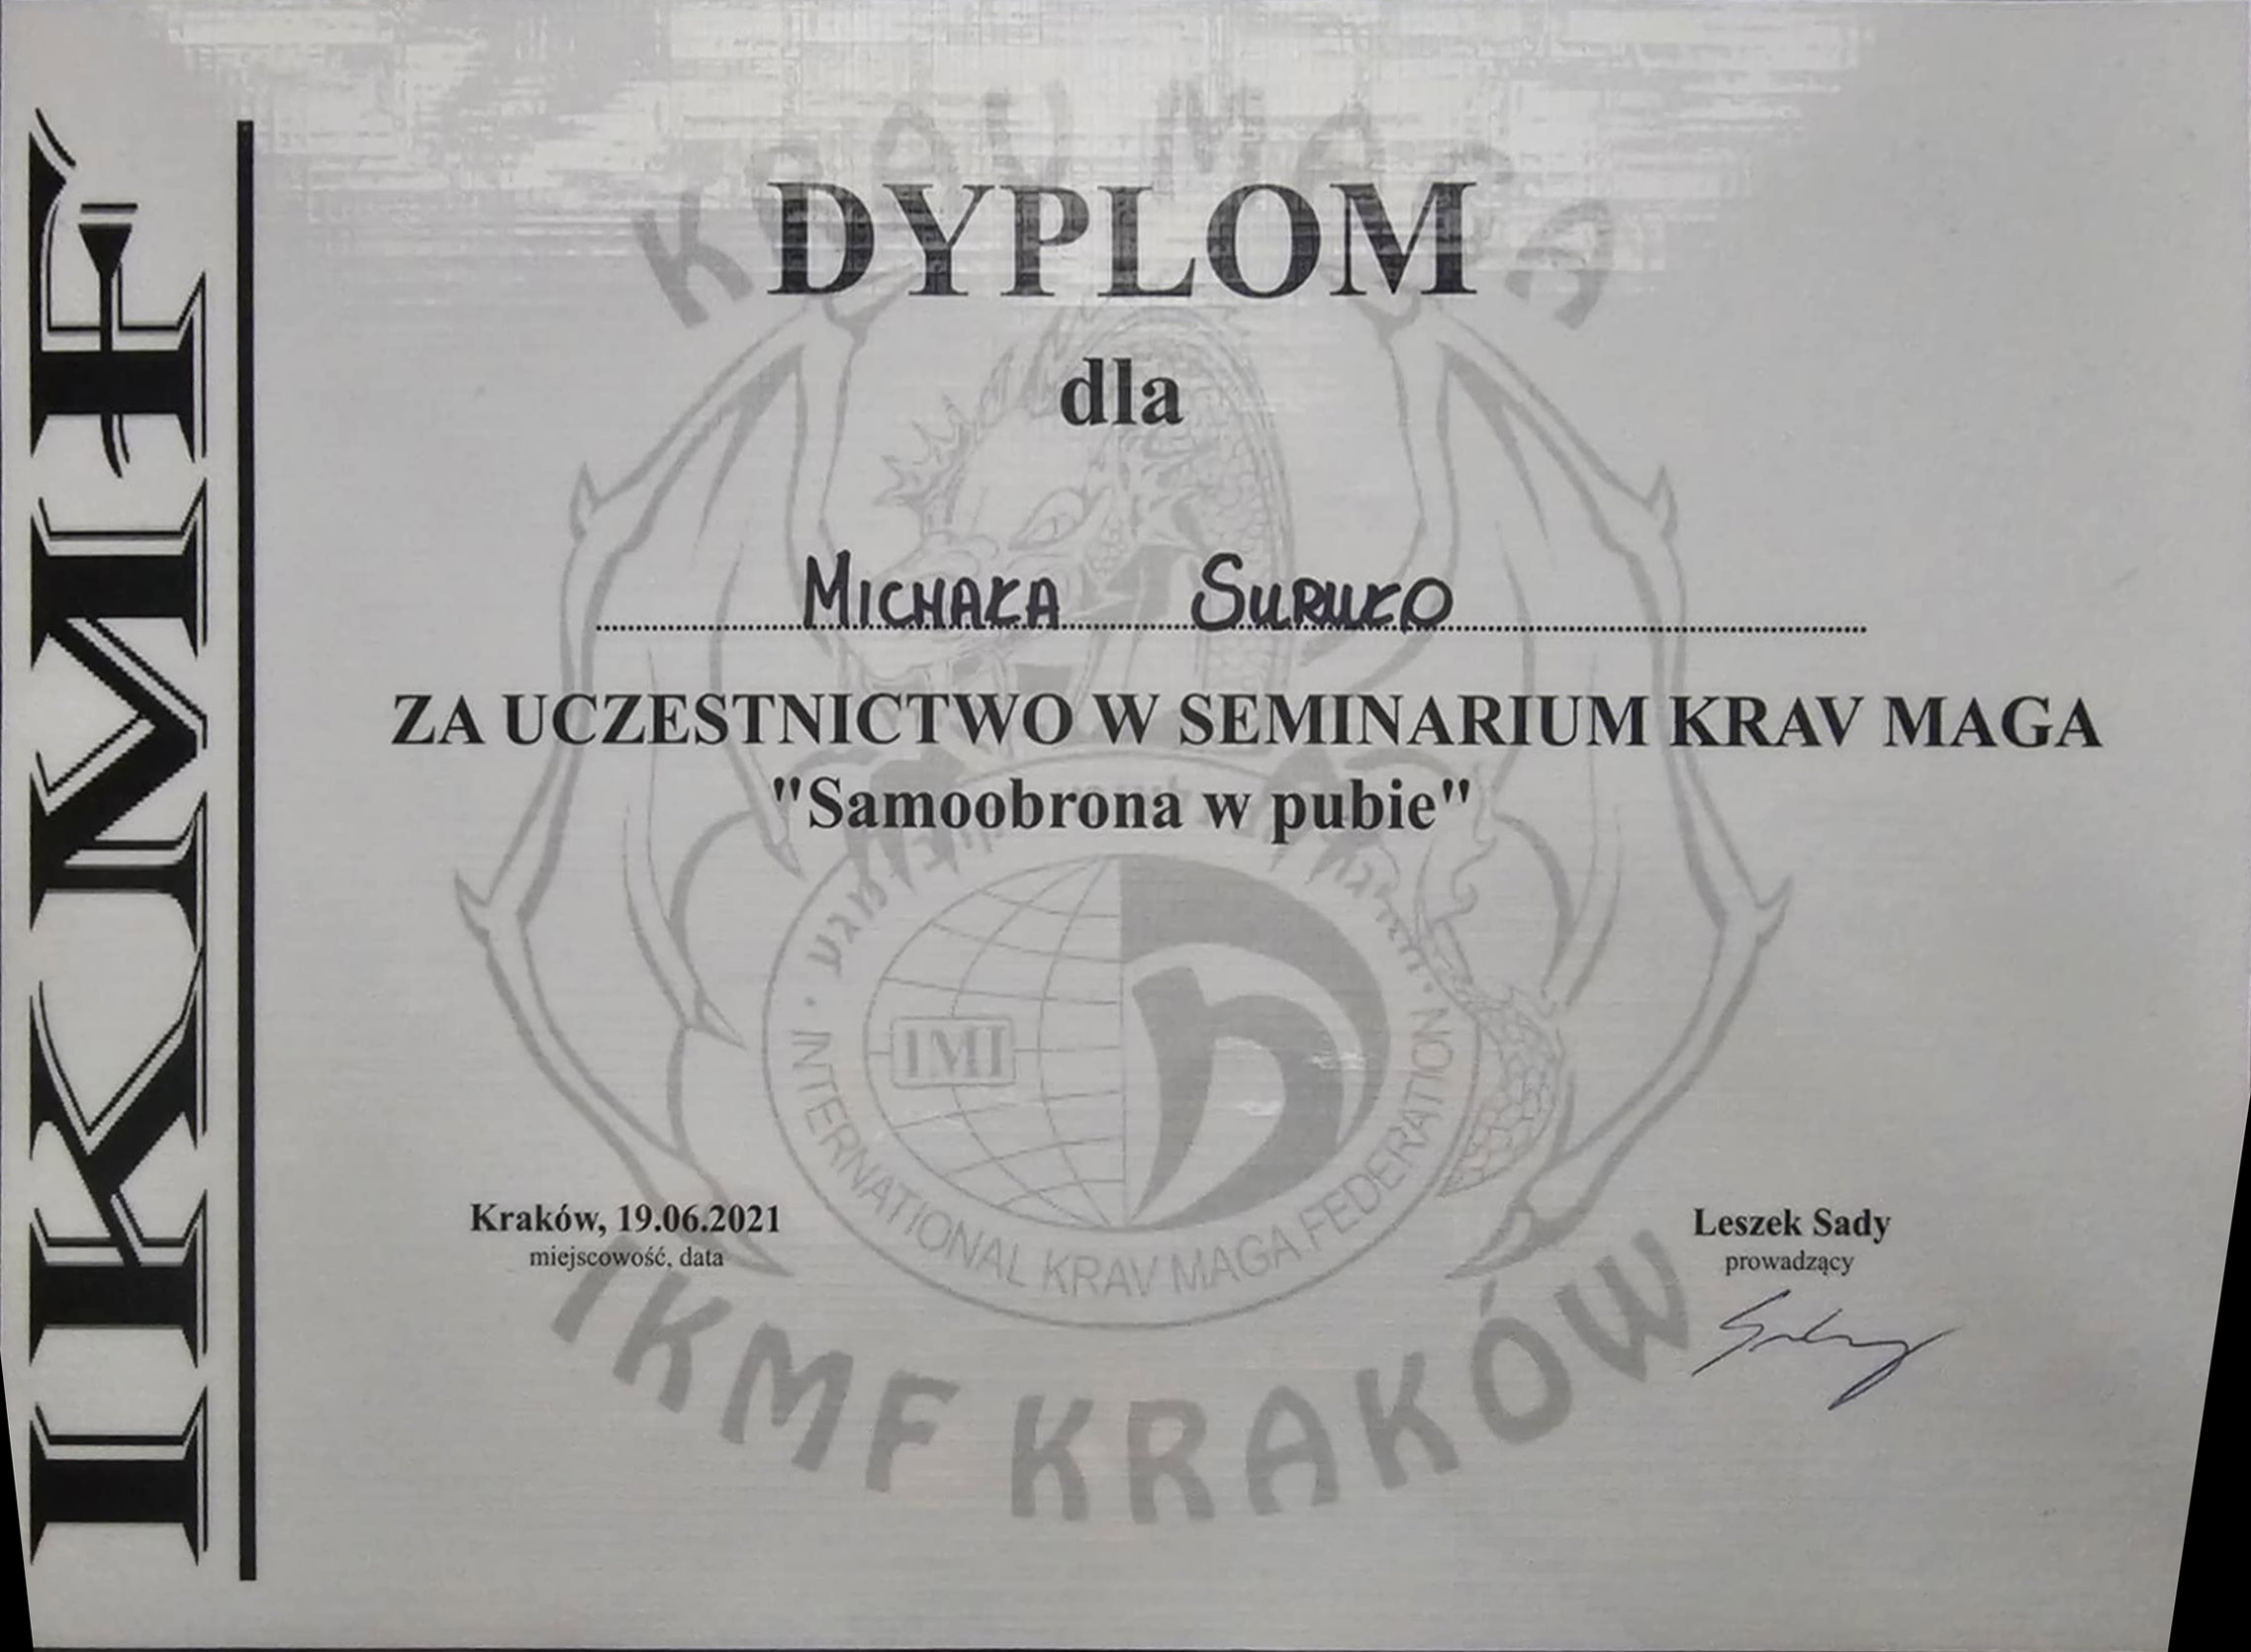 IKMF
KRAV MAGA
DYPLOM
dla
MICHAŁA SURUŁO
ZA UCZESTNICTWO W SEMINARIUM KRAV MAGA
"Samoobrona w pubie"
IMI
INTERNATIONAL KRAV MAGA FEDERATION
Kraków, 19.06.2021
miejscowość, data
Leszek Sady
prowadzący
IKMF KRAKÓW